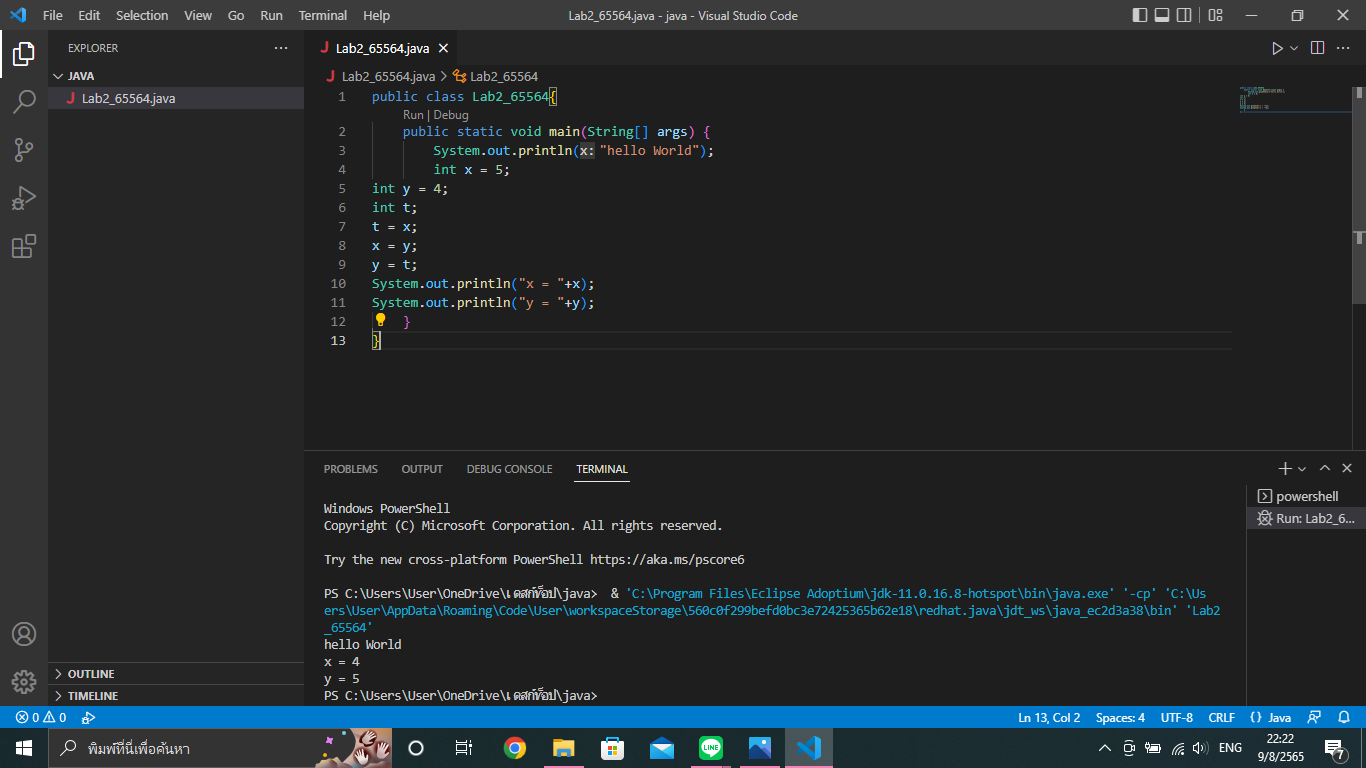 File Edit Selection View Go Run Terminal Help Lab2_65564.java - java - Visual Studio Code
EXPLORER
JAVA
Lab2_65564.java
Lab2_65564.java
Lab2_65564.java > Lab2_65564
1 public class Lab2_65564{
Run | Debug
2 public static void main(String[] args) {
3 System.out.println(x: "hello World");
4 int x = 5;
5 int y = 4;
6 int t;
7 t = x;
8 x = y;
9 y = t;
10 System.out.println("x = "+x);
11 System.out.println("y = "+y);
12 }
13 }
PROBLEMS OUTPUT DEBUG CONSOLE TERMINAL
Windows PowerShell
Copyright (C) Microsoft Corporation. All rights reserved.
Try the new cross-platform PowerShell https://aka.ms/pscore6
PS C:\Users\User\OneDrive\เดสก์ท็อป\java> & 'C:\Program Files\Eclipse Adoptium\jdk-11.0.16.8-hotspot\bin\java.exe' '-cp' 'C:\Us
ers\User\AppData\Roaming\Code\User\workspaceStorage\560c0f299befd0bc3e72425365b62e18\redhat.java\jdt_ws\java_ec2d3a38\bin' 'Lab2
_65564'
hello World
x = 4
y = 5
PS C:\Users\User\OneDrive\เดสก์ท็อป\java>
powershell
Run: Lab2_6...
OUTLINE
TIMELINE
0 0 Ln 13, Col 2 Spaces: 4 UTF-8 CRLF {} Java
พิมพ์ที่นี่เพื่อค้นหา
LINE
ENG
22:22
9/8/2565
7